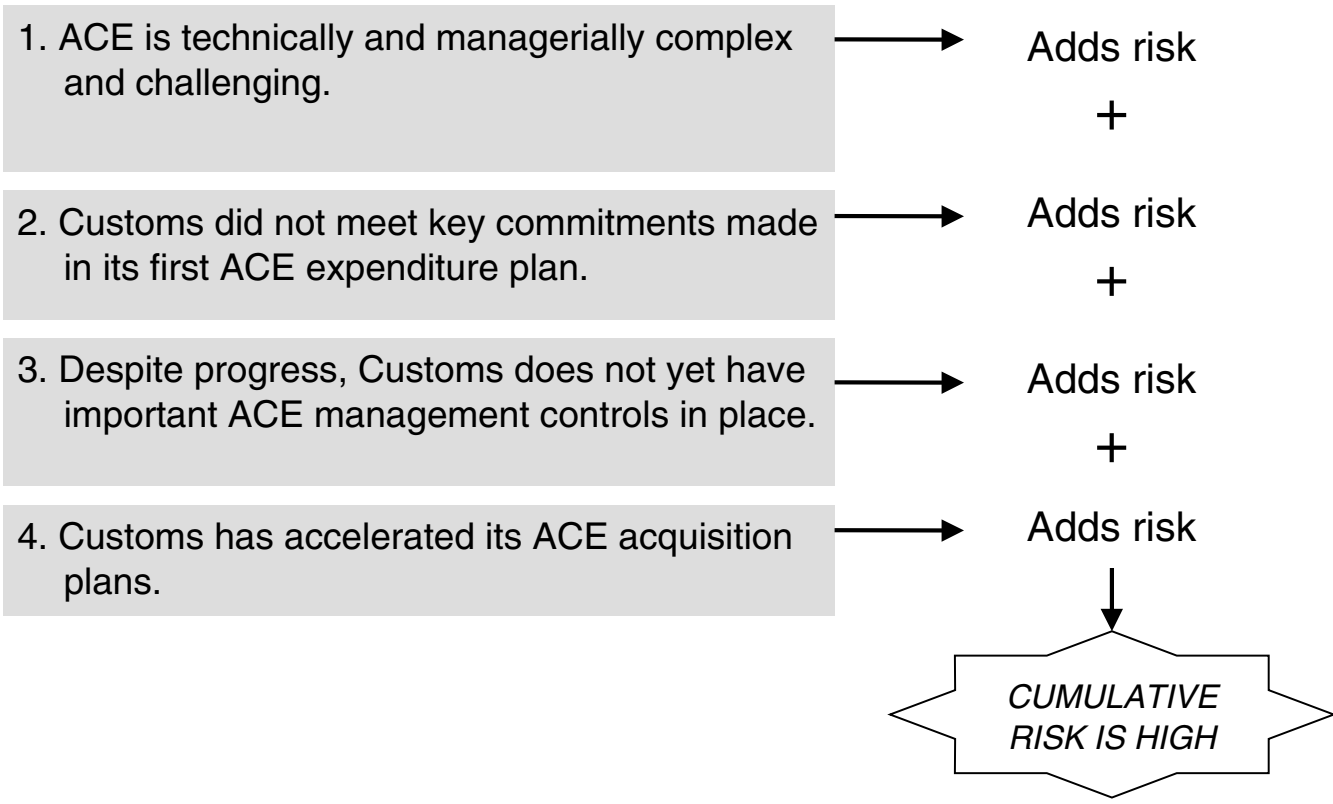 1. ACE is technically and managerially complex
and challenging.
Adds risk
+
2. Customs did not meet key commitments made
in its first ACE expenditure plan.
Adds risk
+
3. Despite progress, Customs does not yet have
important ACE management controls in place.
Adds risk
+
4. Customs has accelerated its ACE acquisition
plans.
Adds risk
CUMULATIVE
RISK IS HIGH